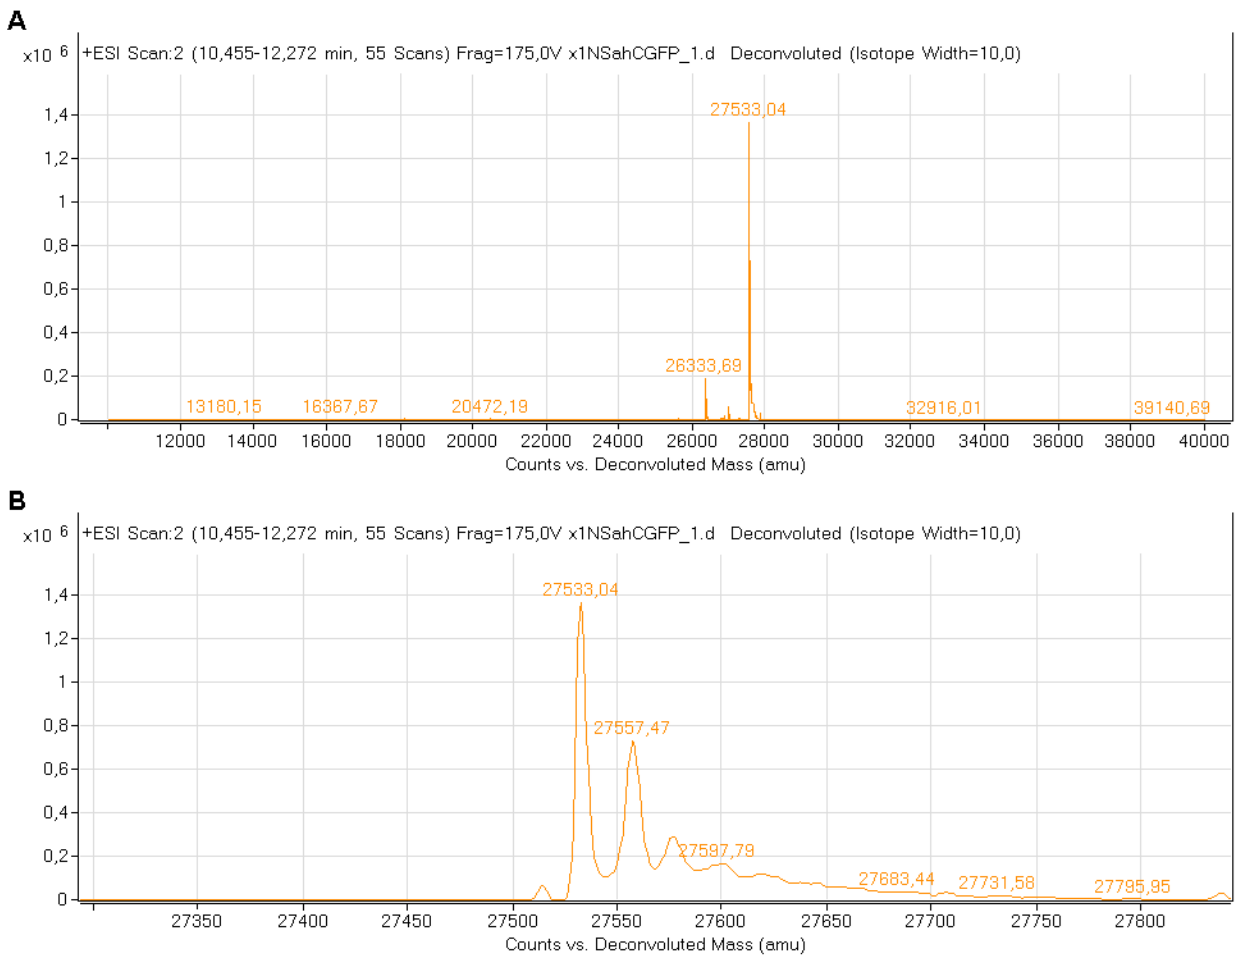 A
x10 6 +ESI Scan:2 (10,455-12,272 min, 55 Scans) Frag=175,0V x1NSahCGFP_1.d Deconvoluted (Isotope Width=10,0)
1,4
27533,04
1,2
1
0,8
0,6
0,4
26333,69
0,2
13180,15 16367,67 20472,19 32916,01 39140,69
0
12000 14000 16000 18000 20000 22000 24000 26000 28000 30000 32000 34000 36000 38000 40000
Counts vs. Deconvoluted Mass (amu)
B
x10 6 +ESI Scan:2 (10,455-12,272 min, 55 Scans) Frag=175,0V x1NSahCGFP_1.d Deconvoluted (Isotope Width=10,0)
27533,04
1,4
1,2
1
27557,47
0,8
0,6
0,4
27597,79
0,2
27683,44 27731,58 27795,95
0
27350 27400 27450 27500 27550 27600 27650 27700 27750 27800
Counts vs. Deconvoluted Mass (amu)